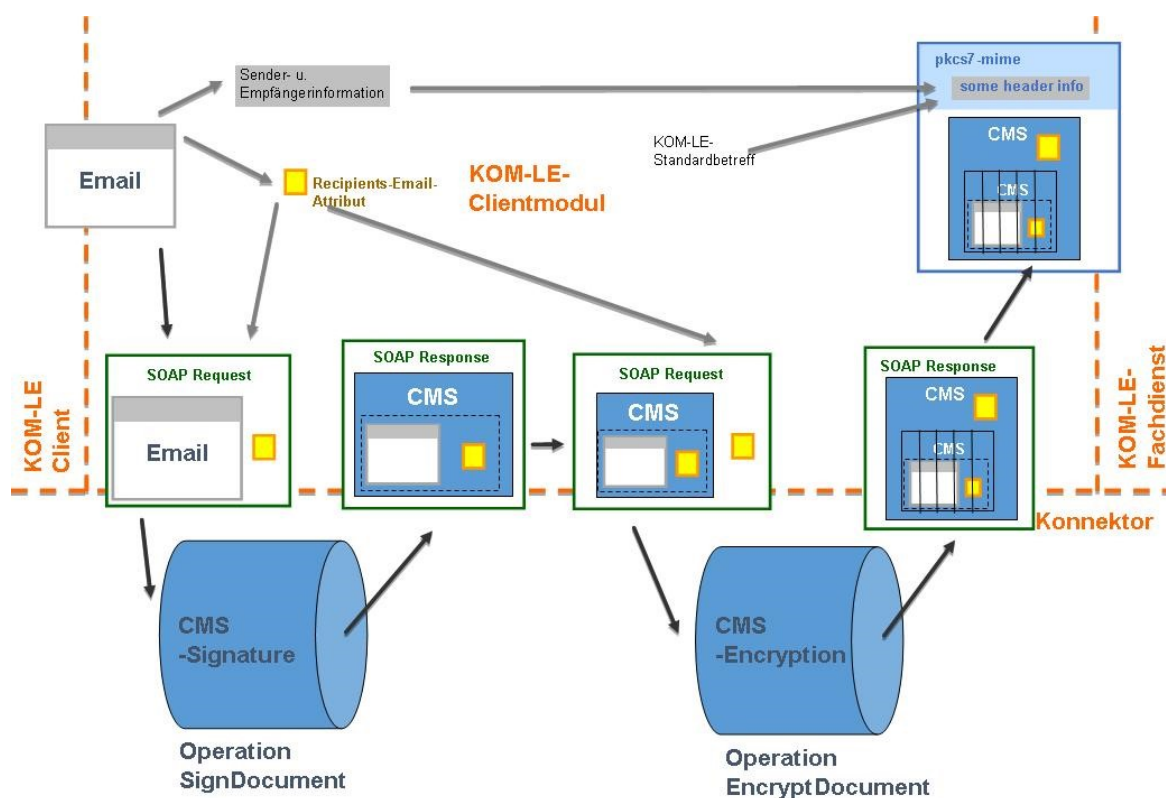 pkcs7-mime
Sender- u.
Empfängerinformation
some header info
KOM-LE-
Standardbetreff
CMS
Email
KOM-LE-
Clientmodul
Recipients-Email-
Attribut
CMS
SOAP Request
SOAP Response
SOAP Request
SOAP Response
CMS
CMS
CMS
Email
CMS
KOM-LE
Client
KOM-LE-
Fachdienst
Konnektor
CMS
-Signature
CMS
-Encryption
Operation
SignDocument
Operation
EncryptDocument